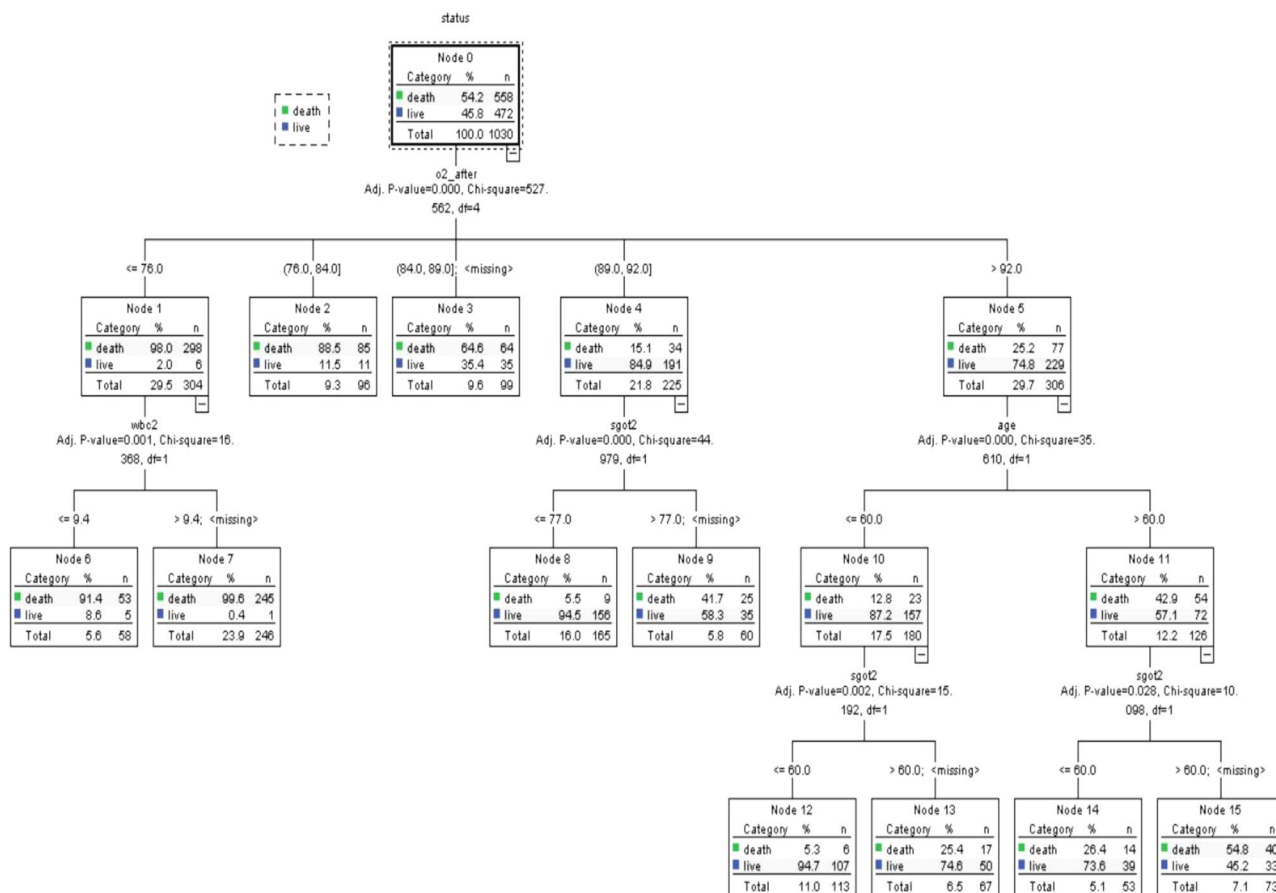 status
Node 0
Category % n
death 54.2 558
live 45.8 472
Total 100.0 1030
death
live
o2_after
Adj. P-value=0.000, Chi-square=527.
562, df=4
<= 76.0
(76.0, 84.0]
(84.0, 89.0]; <missing>
(89.0, 92.0]
> 92.0
Node 1
Category % n
death 98.0 298
live 2.0 6
Total 29.5 304
Node 2
Category % n
death 88.5 85
live 11.5 11
Total 9.3 96
Node 3
Category % n
death 64.6 64
live 35.4 35
Total 9.6 99
Node 4
Category % n
death 15.1 34
live 84.9 191
Total 21.8 225
Node 5
Category % n
death 25.2 77
live 74.8 229
Total 29.7 306
wbc2
Adj. P-value=0.001, Chi-square=16.
368, df=1
sgot2
Adj. P-value=0.000, Chi-square=44.
979, df=1
age
Adj. P-value=0.000, Chi-square=35.
610, df=1
<= 9.4
> 9.4; <missing>
<= 77.0
> 77.0; <missing>
<= 60.0
> 60.0
Node 6
Category % n
death 91.4 53
live 8.6 5
Total 5.6 58
Node 7
Category % n
death 99.6 245
live 0.4 1
Total 23.9 246
Node 8
Category % n
death 5.5 9
live 94.5 156
Total 16.0 165
Node 9
Category % n
death 41.7 25
live 58.3 35
Total 5.8 60
Node 10
Category % n
death 12.8 23
live 87.2 157
Total 17.5 180
Node 11
Category % n
death 42.9 54
live 57.1 72
Total 12.2 126
sgot2
Adj. P-value=0.002, Chi-square=15.
192, df=1
sgot2
Adj. P-value=0.028, Chi-square=10.
098, df=1
<= 60.0
> 60.0; <missing>
<= 60.0
> 60.0; <missing>
Node 12
Category % n
death 5.3 6
live 94.7 107
Total 11.0 113
Node 13
Category % n
death 25.4 17
live 74.6 50
Total 6.5 67
Node 14
Category % n
death 26.4 14
live 73.6 39
Total 5.1 53
Node 15
Category % n
death 54.8 40
live 45.2 33
Total 7.1 73